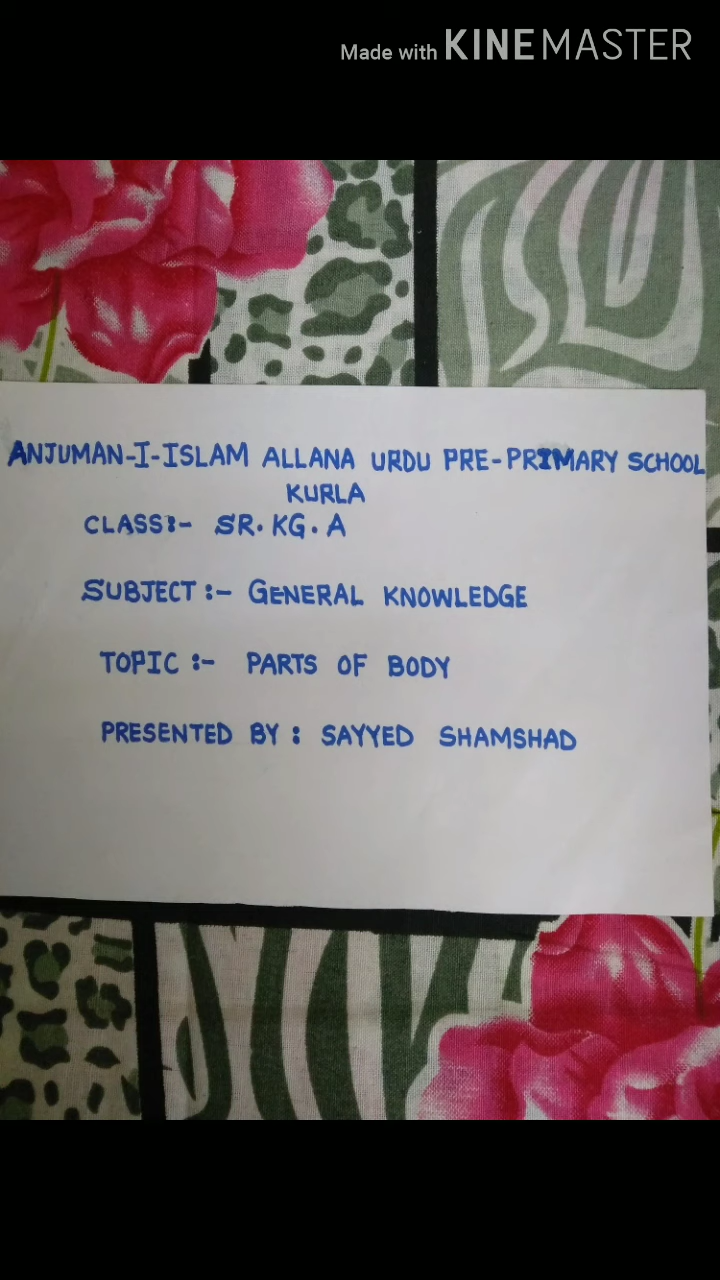 Made with KINEMASTER
ANJUMAN-I-ISLAM ALLANA URDU PRE-PRIMARY SCHOOL
KURLA
CLASS:- SR. KG. A
SUBJECT :- GENERAL KNOWLEDGE
TOPIC :- PARTS OF BODY
PRESENTED BY : SAYYED SHAMSHAD